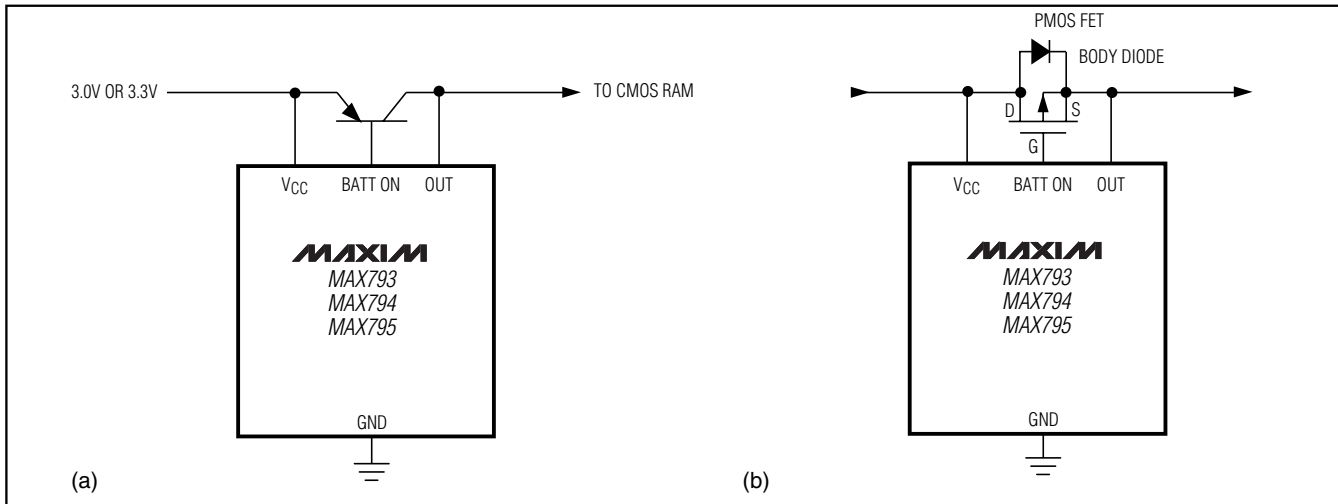 3.0V OR 3.3V
TO CMOS RAM
VCC BATT ON OUT
MAXIM
MAX793
MAX794
MAX795
GND
(a)
PMOS FET
BODY DIODE
D
S
G
VCC BATT ON OUT
MAXIM
MAX793
MAX794
MAX795
GND
(b)